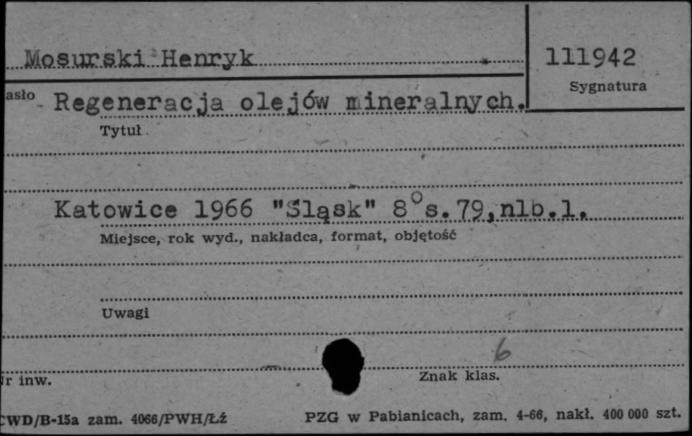 Mosurski Henryk
111942
Sygnatura
asło
Regeneracja olejów mineralnych.
Tytuł
Katowice 1966 "Śląsk" 8° s.79,nlb.1.
Miejsce, rok wyd., nakładca, format, objętość
Uwagi
6
Nr inw.
Znak klas.
CWD/B-15a zam. 4066/PWH/Łź
PZG w Pabianicach, zam. 4-66, nakł. 400 000 szt.